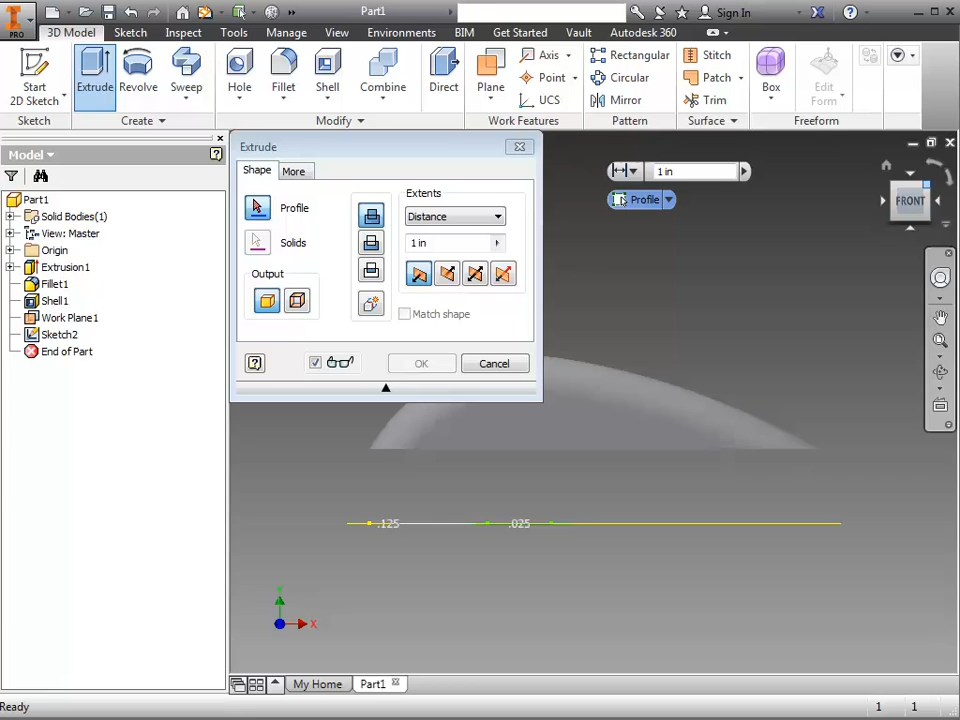 Part1
Sign In
PRO
3D Model Sketch Inspect Tools Manage View Environments BIM Get Started Vault Autodesk 360
Start
2D Sketch
Extrude
Revolve
Sweep
Hole
Fillet
Shell
Combine
Direct
Plane
Axis
Point
UCS
Rectangular
Circular
Mirror
Stitch
Patch
Trim
Box
Edit
Form
Sketch Create Modify Work Features Pattern Surface Freeform
Model
Part1
Solid Bodies(1)
View: Master
Origin
Extrusion1
Fillet1
Shell1
Work Plane1
Sketch2
End of Part
Extrude
Shape More
Profile
Solids
Output
Extents
Distance
1 in
Match shape
OK Cancel
1 in
Profile
FRONT
.125 .025
Y
X
My Home Part1
Ready 1 1